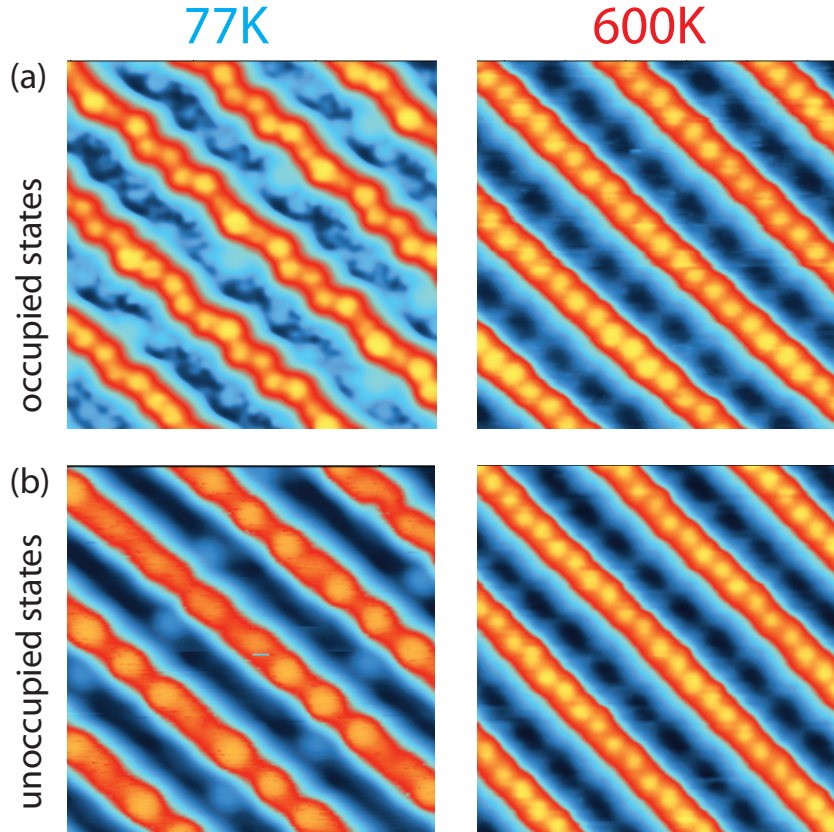 77K
600K
(a)
occupied states
(b)
unoccupied states